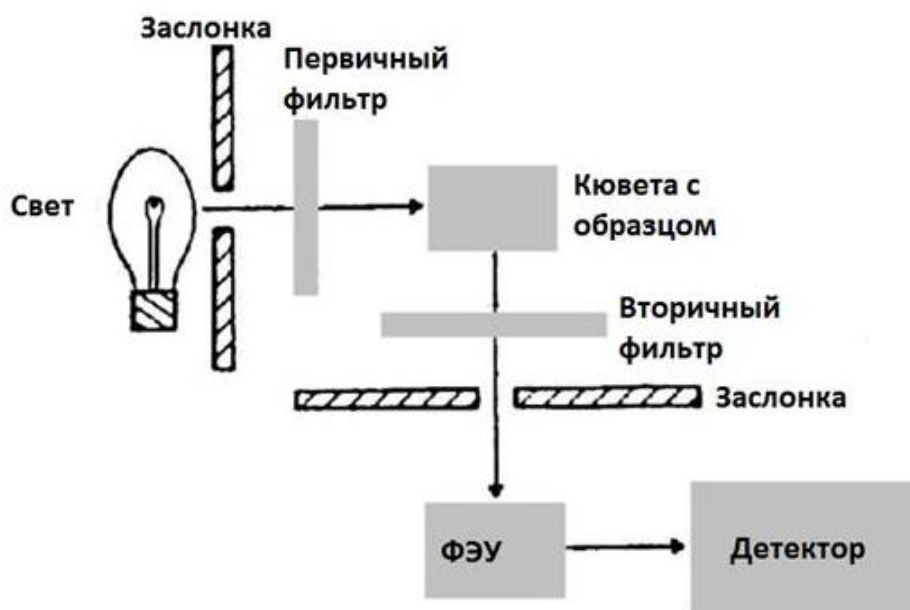 Заслонка
Первичный
фильтр
Свет
Кювета с
образцом
Вторичный
фильтр
Заслонка
ФЭУ
Детектор